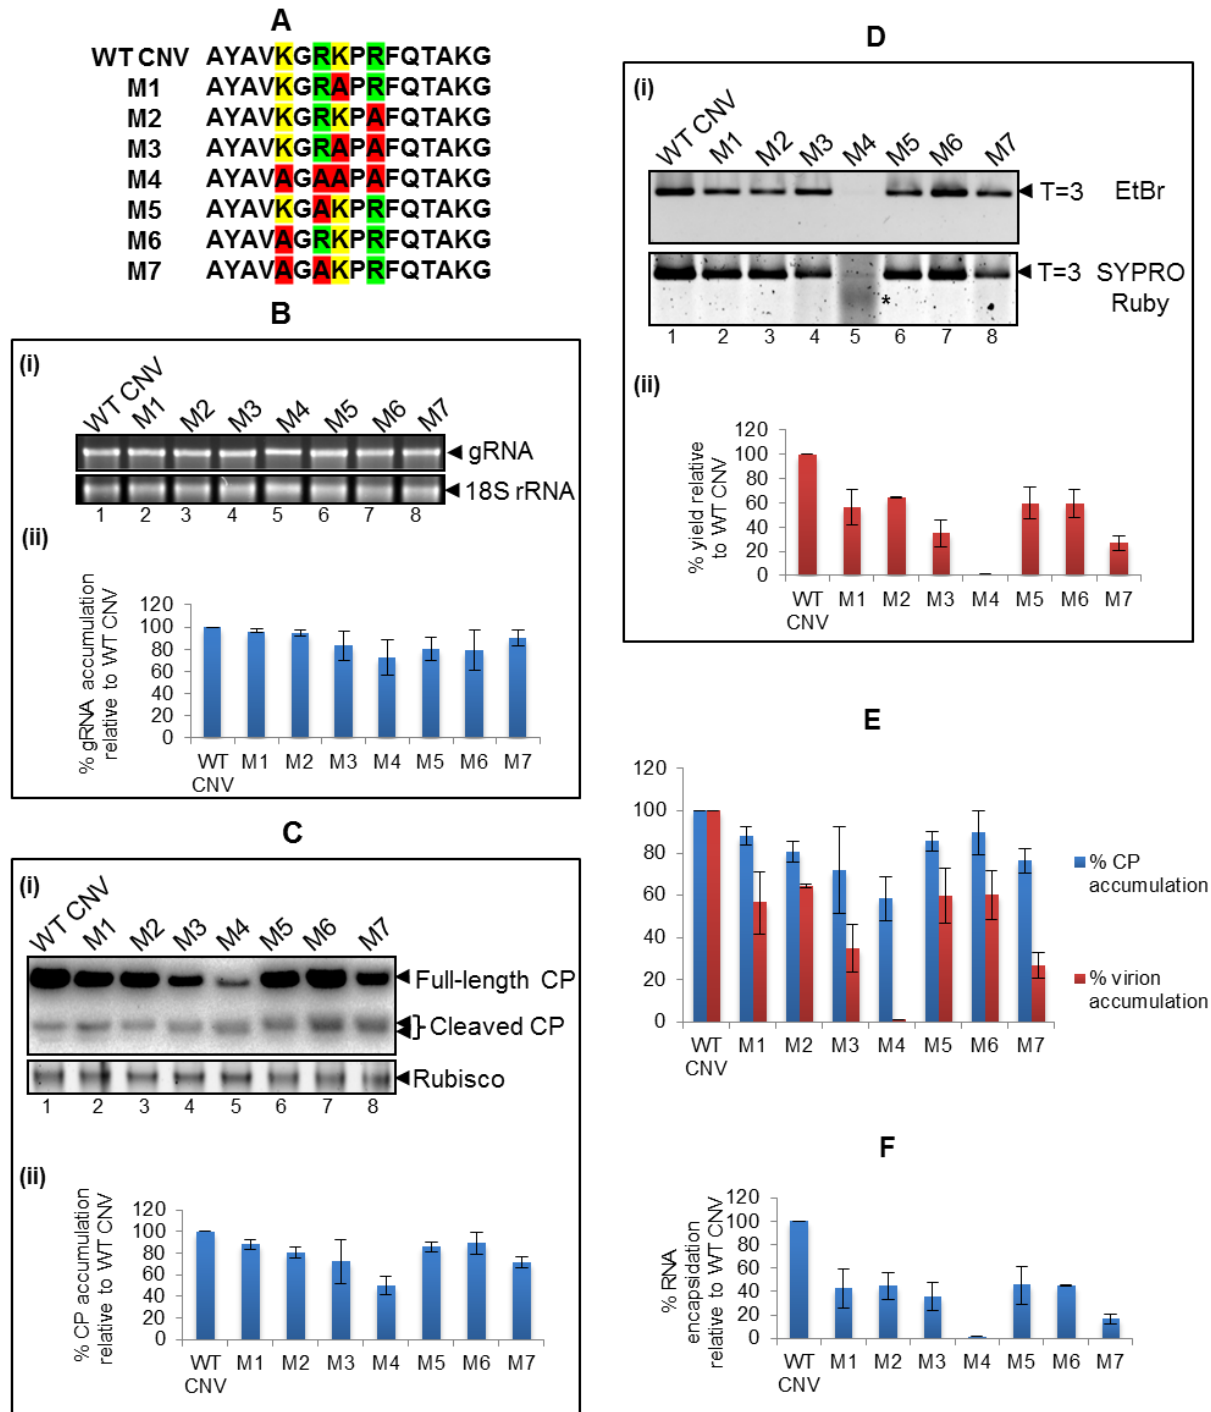 A
WT CNV AYAVKGRKPRFQTAKG
M1 AYAVKGRAPRFQTAKG
M2 AYAVKGRKPAFQTAKG
M3 AYAVKGRAPAFQTAKG
M4 AYAVAGAAPAFQTAKG
M5 AYAVKGAKPRFQTAKG
M6 AYAVAGRKPRFQTAKG
M7 AYAVAGAKPRFQTAKG
B
(i)
WT CNV M1 M2 M3 M4 M5 M6 M7
gRNA
18S rRNA
1 2 3 4 5 6 7 8
(ii)
% gRNA accumulation
relative to WT CNV
120
100
80
60
40
20
0
WT M1 M2 M3 M4 M5 M6 M7
CNV
C
(i)
WT CNV M1 M2 M3 M4 M5 M6 M7
Full-length CP
Cleaved CP
Rubisco
1 2 3 4 5 6 7 8
(ii)
% CP accumulation
relative to WT CNV
120
100
80
60
40
20
0
WT M1 M2 M3 M4 M5 M6 M7
CNV
D
(i)
WT CNV M1 M2 M3 M4 M5 M6 M7
T=3 EtBr
T=3 SYPRO
Ruby
*
1 2 3 4 5 6 7 8
(ii)
% yield relative
to WT CNV
120
100
80
60
40
20
0
WT M1 M2 M3 M4 M5 M6 M7
CNV
E
120
100
80
60
40
20
0
WT M1 M2 M3 M4 M5 M6 M7
CNV
% CP
accumulation
% virion
accumulation
F
% RNA
encapsidation
relative to WT CNV
120
100
80
60
40
20
0
WT M1 M2 M3 M4 M5 M6 M7
CNV